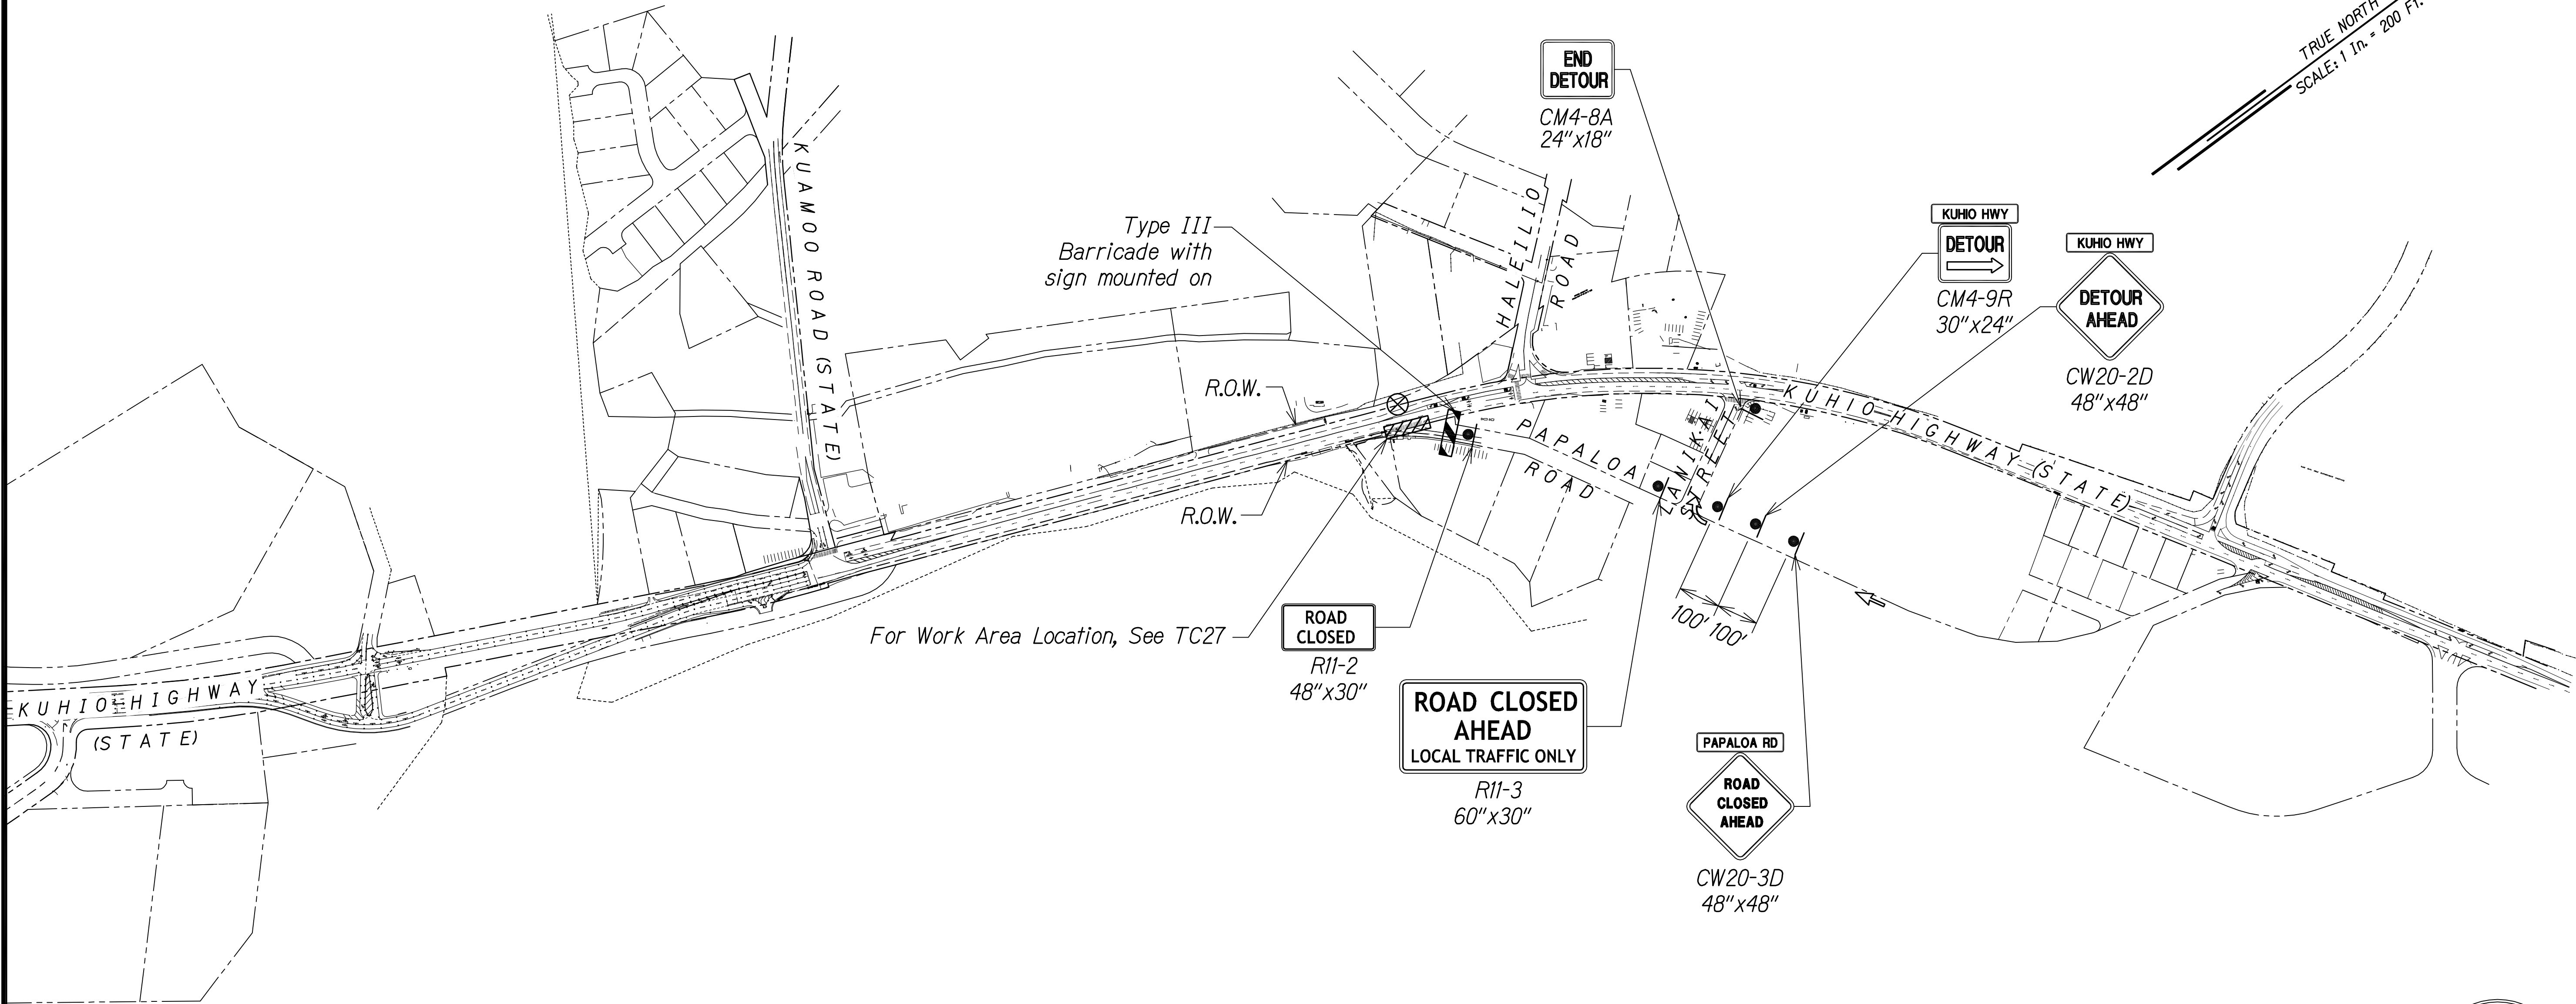 TRUE NORTH
SCALE: 1 In. = 200 Ft.
END
DETOUR
CM4-8A
24"x18"
KUAMOO ROAD (STATE)
Type III
Barricade with
sign mounted on
HALEILIO
ROAD
KUHIO HWY
DETOUR
CM4-9R
30"x24"
KUHIO HWY
DETOUR
AHEAD
CW20-2D
48"x48"
R.O.W.
R.O.W.
KUHIO HIGHWAY (STATE)
PAPALOA
ROAD
LANIKAI
STREET
100' 100'
For Work Area Location, See TC27
ROAD
CLOSED
R11-2
48"x30"
ROAD CLOSED
AHEAD
LOCAL TRAFFIC ONLY
R11-3
60"x30"
PAPALOA RD
ROAD
CLOSED
AHEAD
CW20-3D
48"x48"
KUHIO HIGHWAY
(STATE)